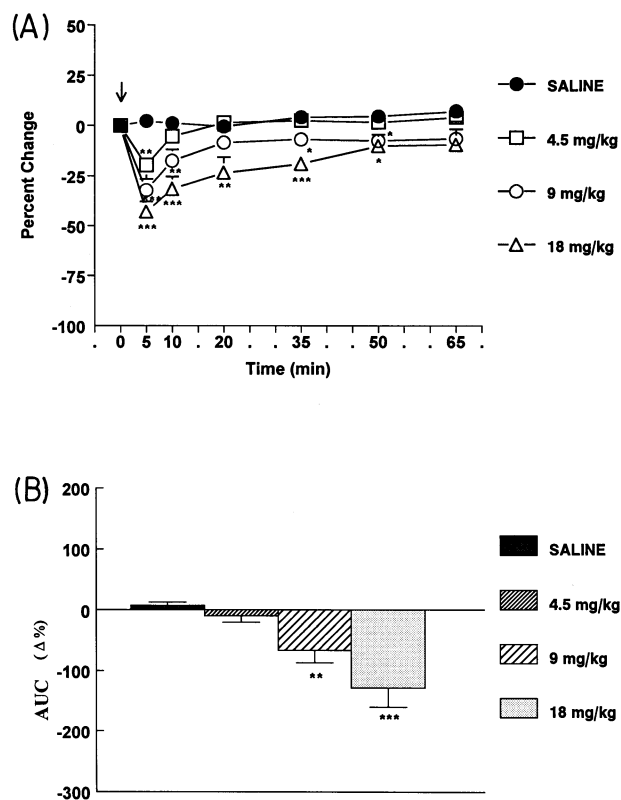 (A)
50
25
0
-25
-50
-75
-100
Percent Change
**
**
***
***
**
*
***
*
*
. 0 5 10 . 20 . . 35 . . 50 . . 65 .
Time (min)
SALINE
4.5 mg/kg
9 mg/kg
18 mg/kg
(B)
200
100
0
-100
-200
-300
AUC (Δ%)
**
***
SALINE
4.5 mg/kg
9 mg/kg
18 mg/kg